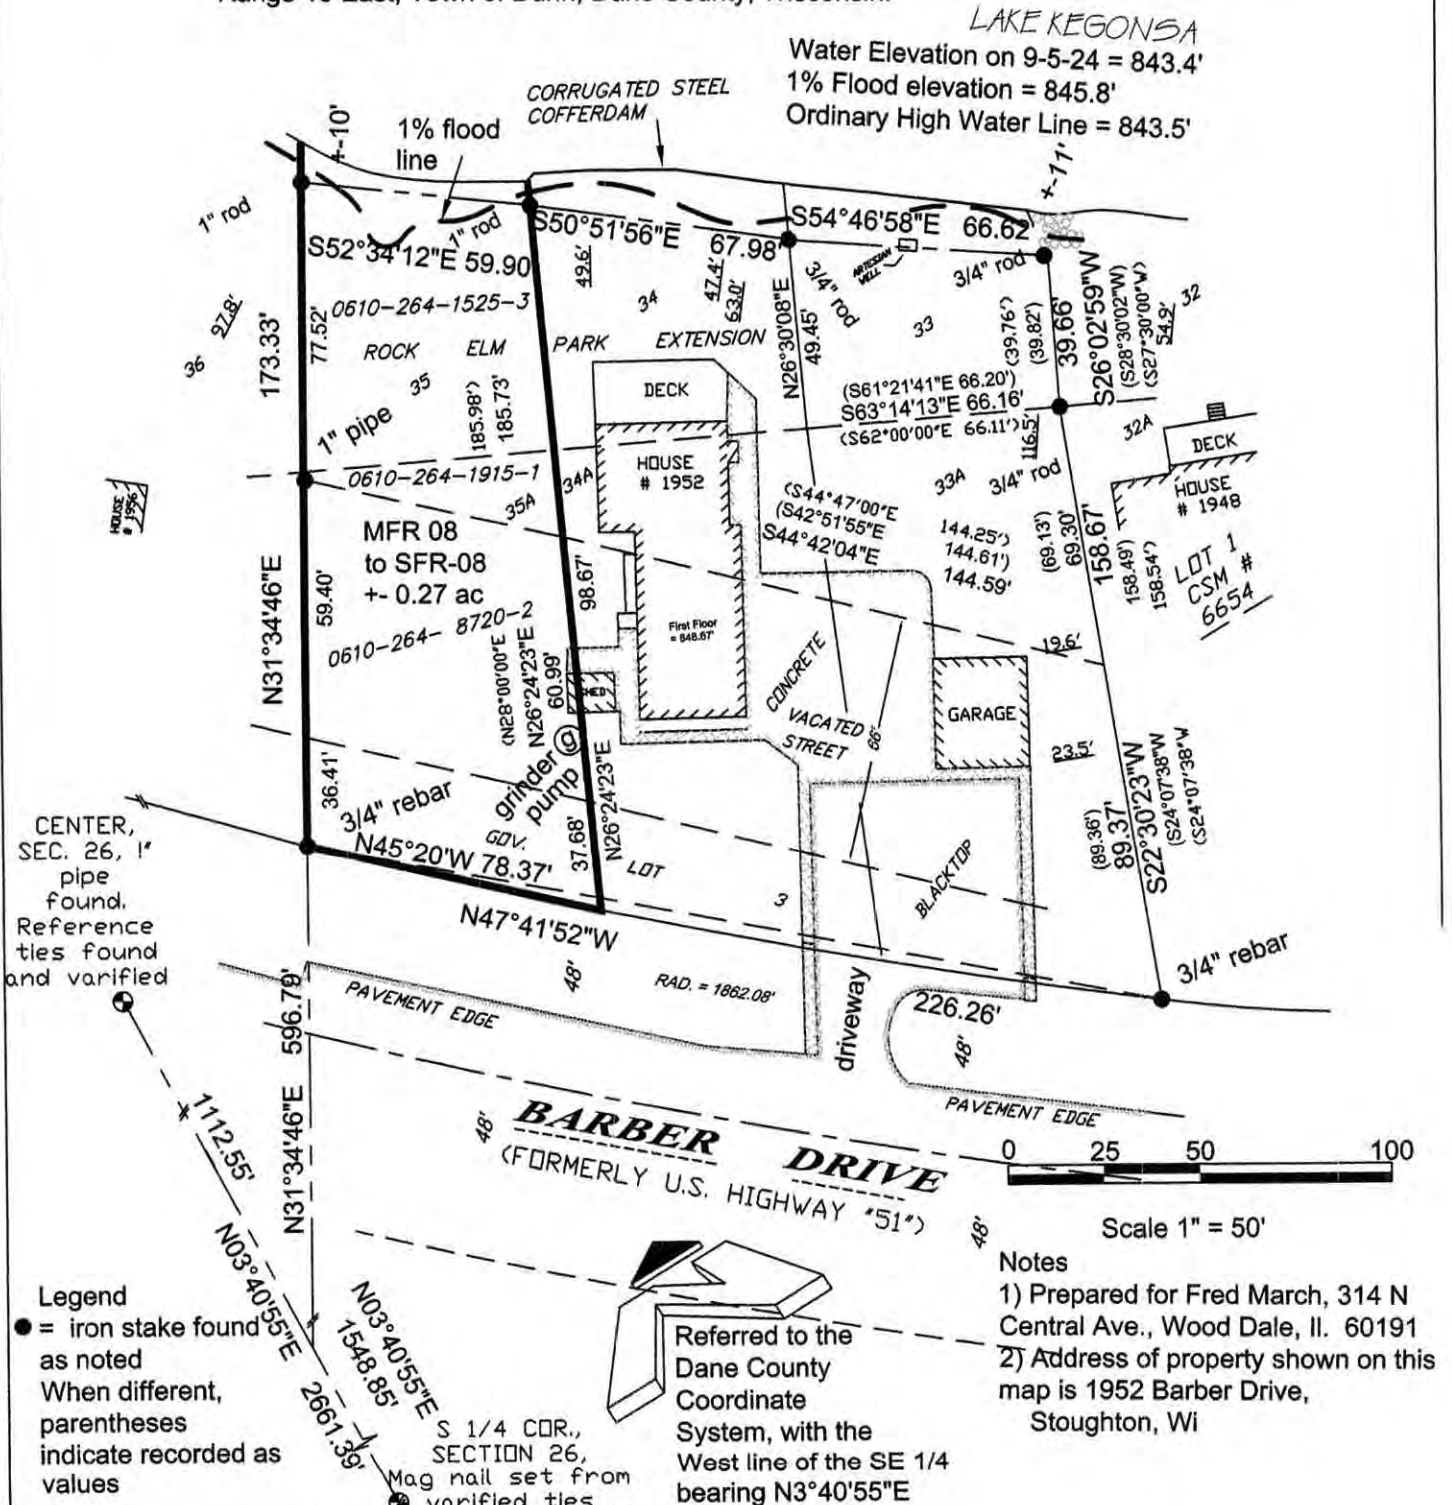 LAKE KEGONSA
Water Elevation on 9-5-24 = 843.4'
1% Flood elevation = 845.8'
Ordinary High Water Line = 843.5'
CORRUGATED STEEL
COFFERDAM
+-10'
1% flood
line
+-11'
1" rod
1" rod
S52°34'12"E 59.90
S50°51'56"E
67.98'
S54°46'58"E 66.62'
ARTESIAN
WELL
3/4" rod
3/4" rod
49.6'
47.4'
63.0'
34
33
32
36
97.8'
173.33'
77.52'
0610-264-1525-3
ROCK ELM PARK EXTENSION
35
185.98')
185.73'
N26°30'08"E
49.45'
(39.76')
(39.82')
39.66'
S26°02'59"W
(S28°30'02"W)
(S27°30'00"W)
54.9'
(S61°21'41"E 66.20')
S63°14'13"E 66.16'
(S62°00'00"E 66.11')
116.5'
DECK
HOUSE
# 1952
First Floor
= 848.67'
1" pipe
0610-264-1915-1
35A
34A
33A
32A
3/4" rod
DECK
HOUSE
# 1948
LOT 1
CSM #
6654
HOUSE
# 1956
MFR 08
to SFR-08
+- 0.27 ac
N31°34'46"E
59.40'
0610-264- 8720-2
98.67'
(S44°47'00"E 144.25')
(S42°51'55"E 144.61')
S44°42'04"E 144.59'
(69.13')
69.30'
158.67'
158.49')
158.54')
19.6'
(N28°00'00"E
N26°24'23"E
60.99'
SHED
grinder
pump
g
N26°24'23"E
37.68'
CONCRETE
VACATED
STREET
66'
GARAGE
23.5'
(89.36')
89.37'
S22°30'23"W
(S24°07'38"W
(S24°07'38"W
36.41'
3/4" rebar
GOV. LOT 3
N45°20'W 78.37'
N47°41'52"W
BLACKTOP
3/4" rebar
CENTER,
SEC. 26, 1"
pipe
found.
Reference
ties found
and varified
596.79'
N31°34'46"E
48'
RAD. = 1862.08'
PAVEMENT EDGE
driveway
226.26'
48'
PAVEMENT EDGE
48'
BARBER DRIVE
(FORMERLY U.S. HIGHWAY "51")
48'
1112.55'
N03°40'55"E
N03°40'55"E
1548.85'
2661.39'
0 25 50 100
Scale 1" = 50'
Notes
1) Prepared for Fred March, 314 N
Central Ave., Wood Dale, Il. 60191
2) Address of property shown on this
map is 1952 Barber Drive,
Stoughton, Wi
Legend
= iron stake found
as noted
When different,
parentheses
indicate recorded as
values
S 1/4 COR.,
SECTION 26,
Mag nail set from
varified ties
Referred to the
Dane County
Coordinate
System, with the
West line of the SE 1/4
bearing N3°40'55"E